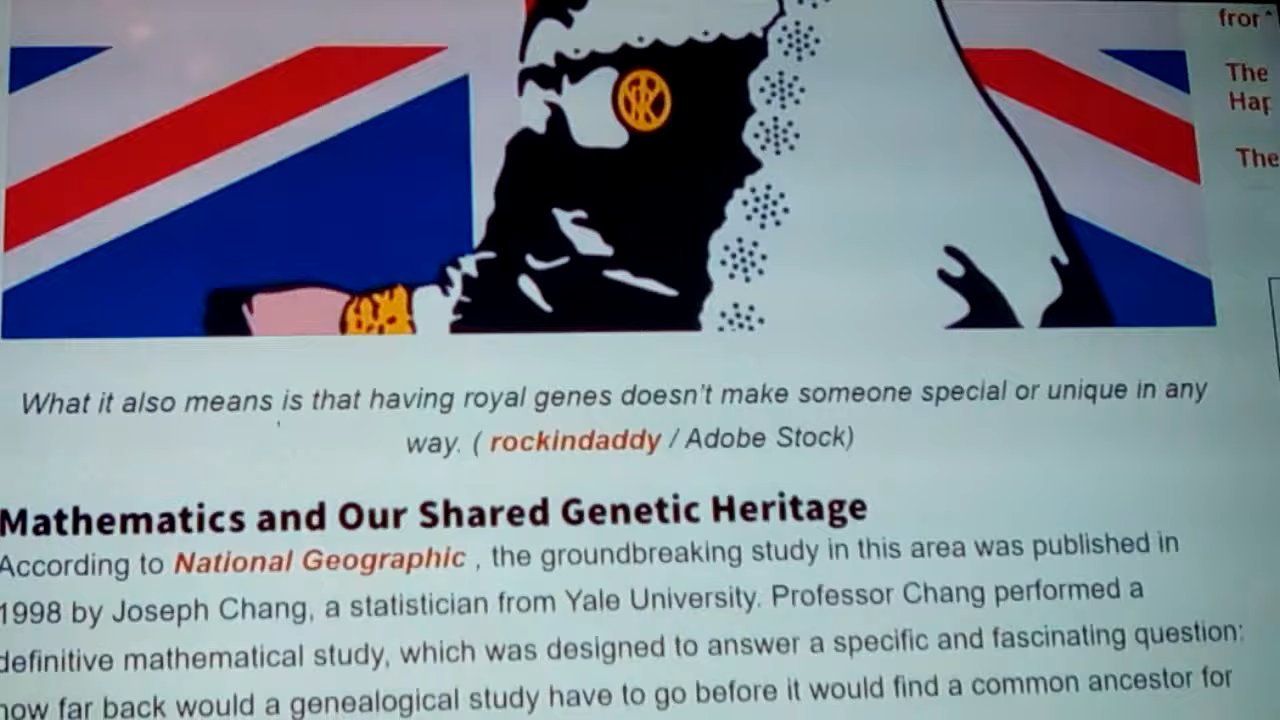 fror
The
Hap
The
VR
What it also means is that having royal genes doesn't make someone special or unique in any
way. ( rockindaddy / Adobe Stock)
Mathematics and Our Shared Genetic Heritage
According to National Geographic , the groundbreaking study in this area was published in
1998 by Joseph Chang, a statistician from Yale University. Professor Chang performed a
definitive mathematical study, which was designed to answer a specific and fascinating question:
how far back would a genealogical study have to go before it would find a common ancestor for